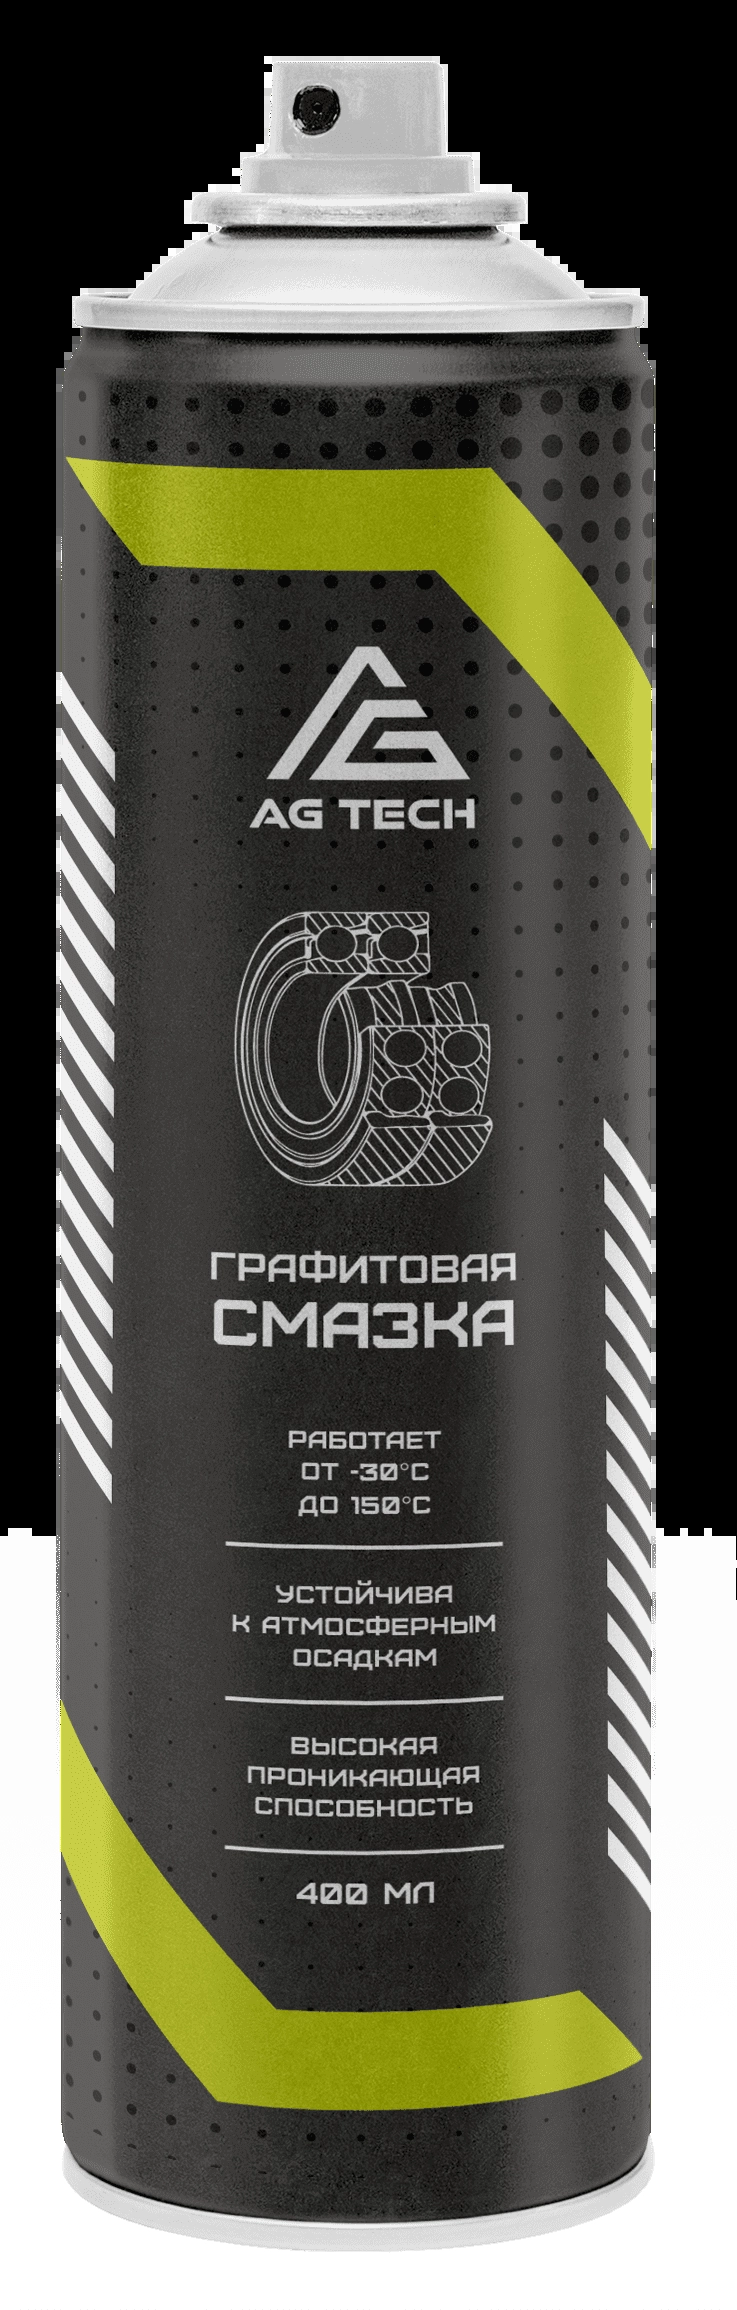 AG TECH
ГРАФИТОВАЯ
СМАЗКА
РАБОТАЕТ
ОТ -30°С
ДО 150°С
УСТОЙЧИВА
К АТМОСФЕРНЫМ
ОСАДКАМ
ВЫСОКАЯ
ПРОНИКАЮЩАЯ
СПОСОБНОСТЬ
400 МЛ